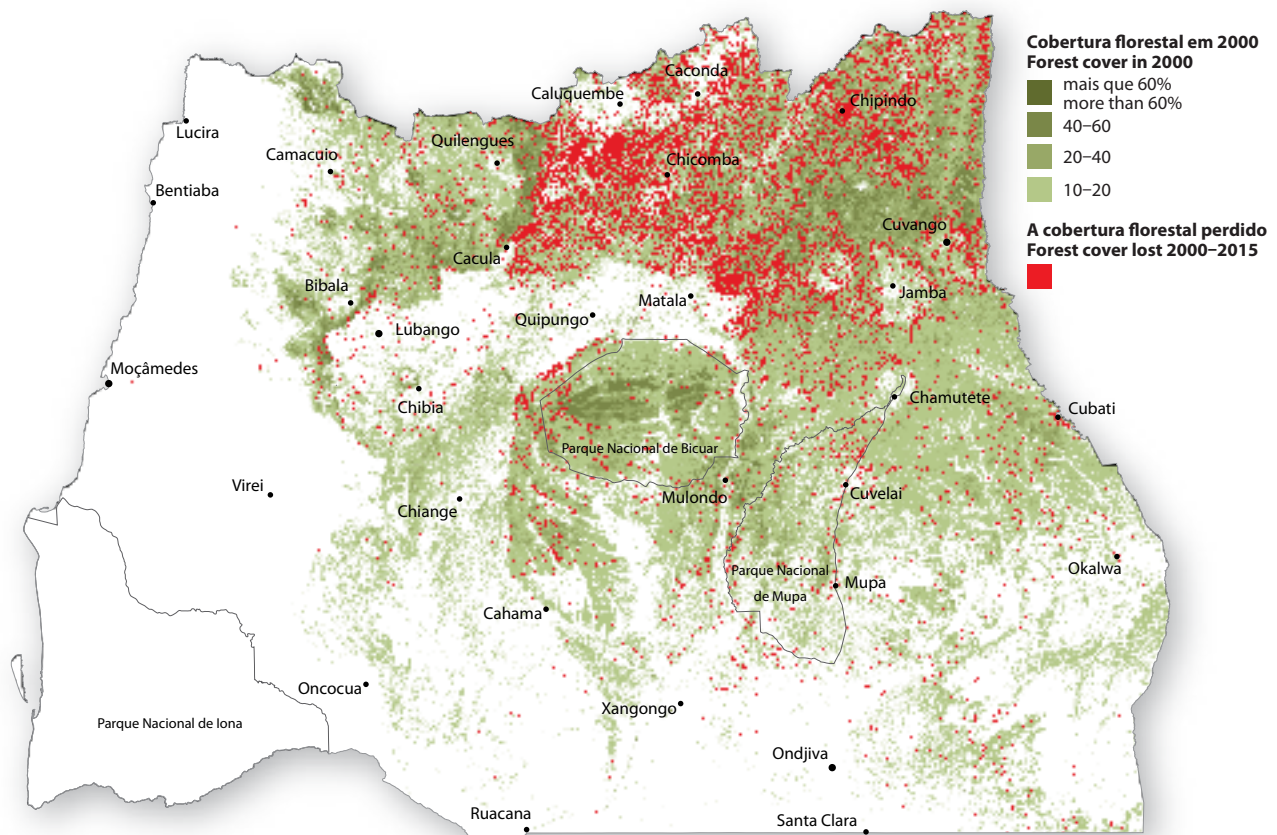 Cobertura florestal em 2000
Forest cover in 2000
mais que 60%
more than 60%
40–60
20–40
10–20
A cobertura florestal perdido
Forest cover lost 2000–2015
Caconda
Caluquembe
Chipindo
Lucira
Quilengues
Camacuio
Chicomba
Bentiaba
Cuvango
Cacula
Bibala
Jamba
Matala
Quipungo
Lubango
Moçâmedes
Chibia
Chamutete
Cubati
Parque Nacional de Bicuar
Virei
Mulondo
Cuvelai
Chiange
Okalwa
Parque Nacional
de Mupa
Mupa
Cahama
Oncocua
Xangongo
Parque Nacional de Iona
Ondjiva
Ruacana
Santa Clara